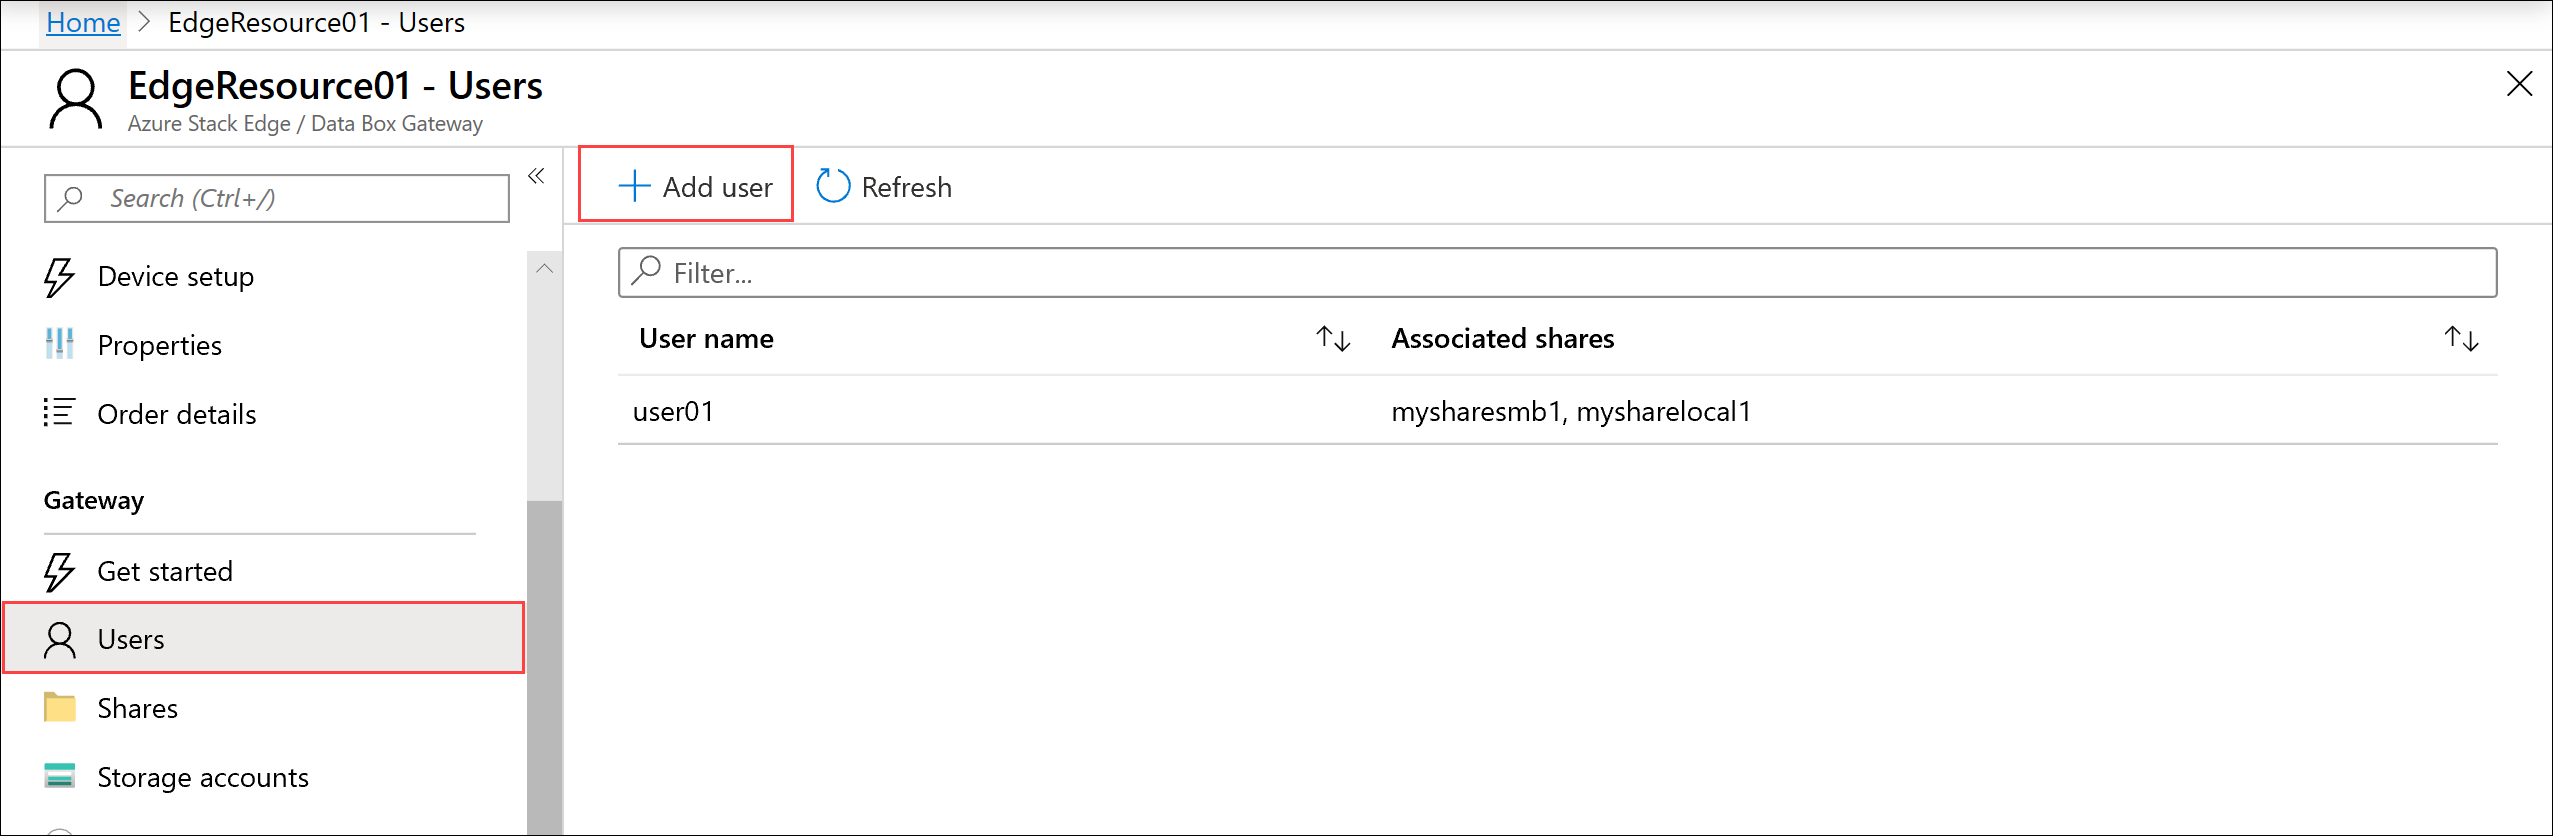 Home > EdgeResource01 - Users
EdgeResource01 - Users
Azure Stack Edge / Data Box Gateway
Search (Ctrl+/)
«
Device setup
Properties
Order details
Gateway
Get started
Users
Shares
Storage accounts
Add user
Refresh
Filter...
User name
Associated shares
user01
mysharesmb1, mysharelocal1